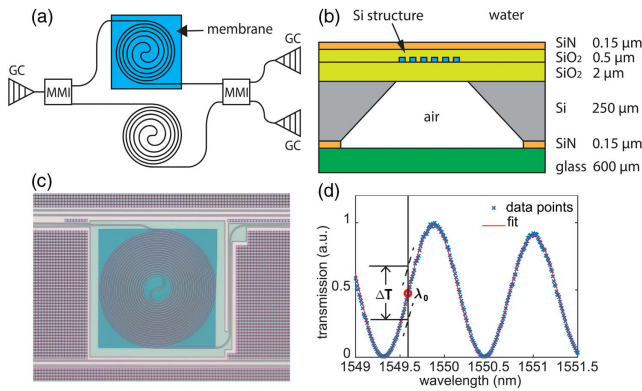 (a)
membrane
GC
MMI
MMI
GC
GC
(b)
Si structure
water
SiN 0.15 µm
SiO2 0.5 µm
SiO2 2 µm
Si 250 µm
air
SiN 0.15 µm
glass 600 µm
(c)
(d)
transmission (a.u.)
1
0.5
0
× data points
fit
ΔT
λ0
1549 1549.5 1550 1550.5 1551 1551.5
wavelength (nm)